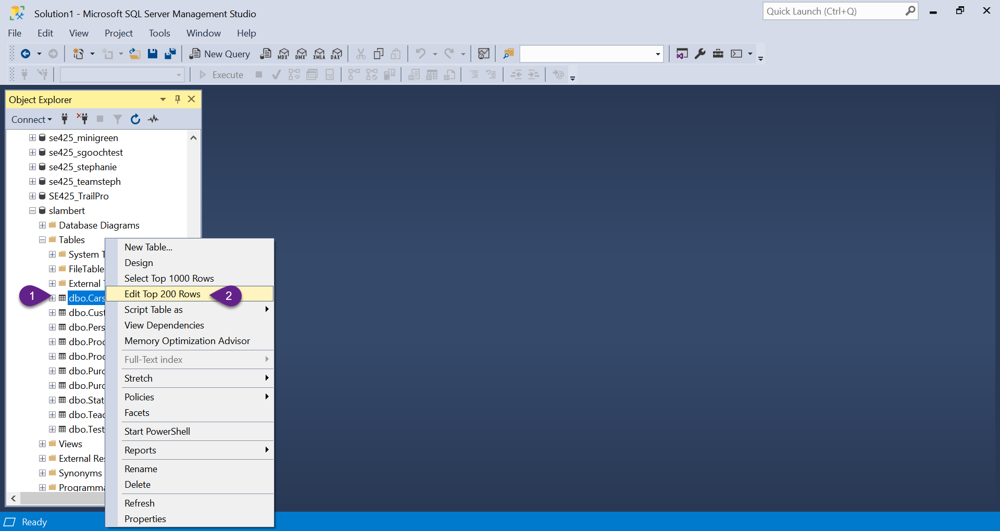 Solution1 - Microsoft SQL Server Management Studio
Quick Launch (Ctrl+Q)
File Edit View Project Tools Window Help
New Query MDX DMX XMLA DAX
Execute
Object Explorer
Connect
se425_minigreen
se425_sgoochtest
se425_stephanie
se425_teamsteph
SE425_TrailPro
slambert
Database Diagrams
Tables
System T
FileTable
External
1
dbo.Cars
dbo.Cust
dbo.Pers
dbo.Proc
dbo.Proc
dbo.Purc
dbo.Purc
dbo.Stat
dbo.Teac
dbo.Test
Views
External Res
Synonyms
Programma
New Table...
Design
Select Top 1000 Rows
Edit Top 200 Rows
2
Script Table as
View Dependencies
Memory Optimization Advisor
Full-Text index
Stretch
Policies
Facets
Start PowerShell
Reports
Rename
Delete
Refresh
Properties
Ready